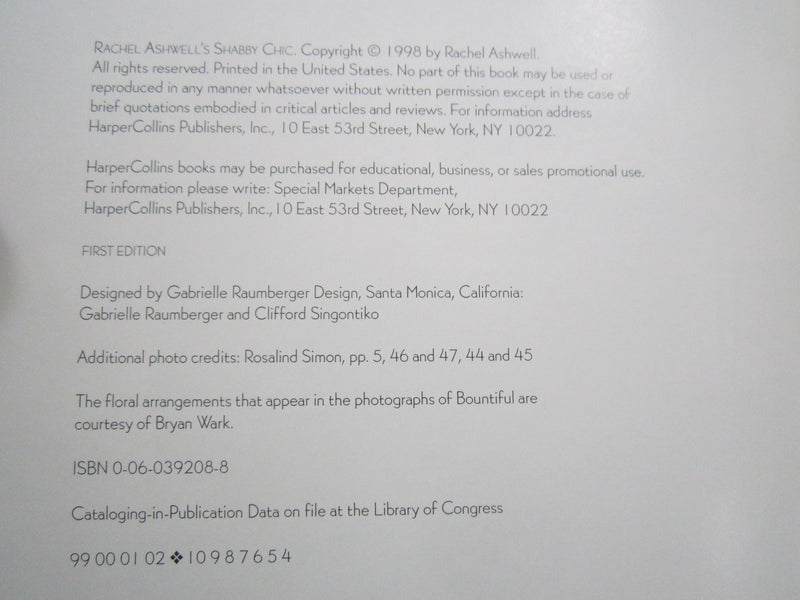 RACHEL ASHWELL'S SHABBY CHIC. Copyright © 1998 by Rachel Ashwell.
All rights reserved. Printed in the United States. No part of this book may be used or
reproduced in any manner whatsoever without written permission except in the case of
brief quotations embodied in critical articles and reviews. For information address
HarperCollins Publishers, Inc., 10 East 53rd Street, New York, NY 10022.
HarperCollins books may be purchased for educational, business, or sales promotional use.
For information please write: Special Markets Department,
HarperCollins Publishers, Inc.,10 East 53rd Street, New York, NY 10022
FIRST EDITION
Designed by Gabrielle Raumberger Design, Santa Monica, California:
Gabrielle Raumberger and Clifford Singontiko
Additional photo credits: Rosalind Simon, pp. 5, 46 and 47, 44 and 45
The floral arrangements that appear in the photographs of Bountiful are
courtesy of Bryan Wark.
ISBN 0-06-039208-8
Cataloging-in-Publication Data on file at the Library of Congress
99 00 01 02 ❖ 10 9 8 7 6 5 4